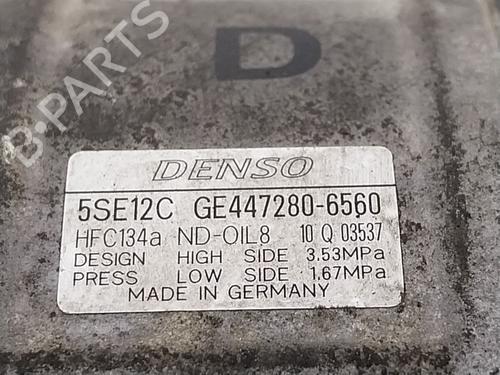 D
B-PARTS
DENSO
5SE12C GE447280-6560
HFC134a ND-OIL8 10 Q 03537
DESIGN HIGH SIDE 3.53MPa
PRESS LOW SIDE 1.67MPa
MADE IN GERMANY